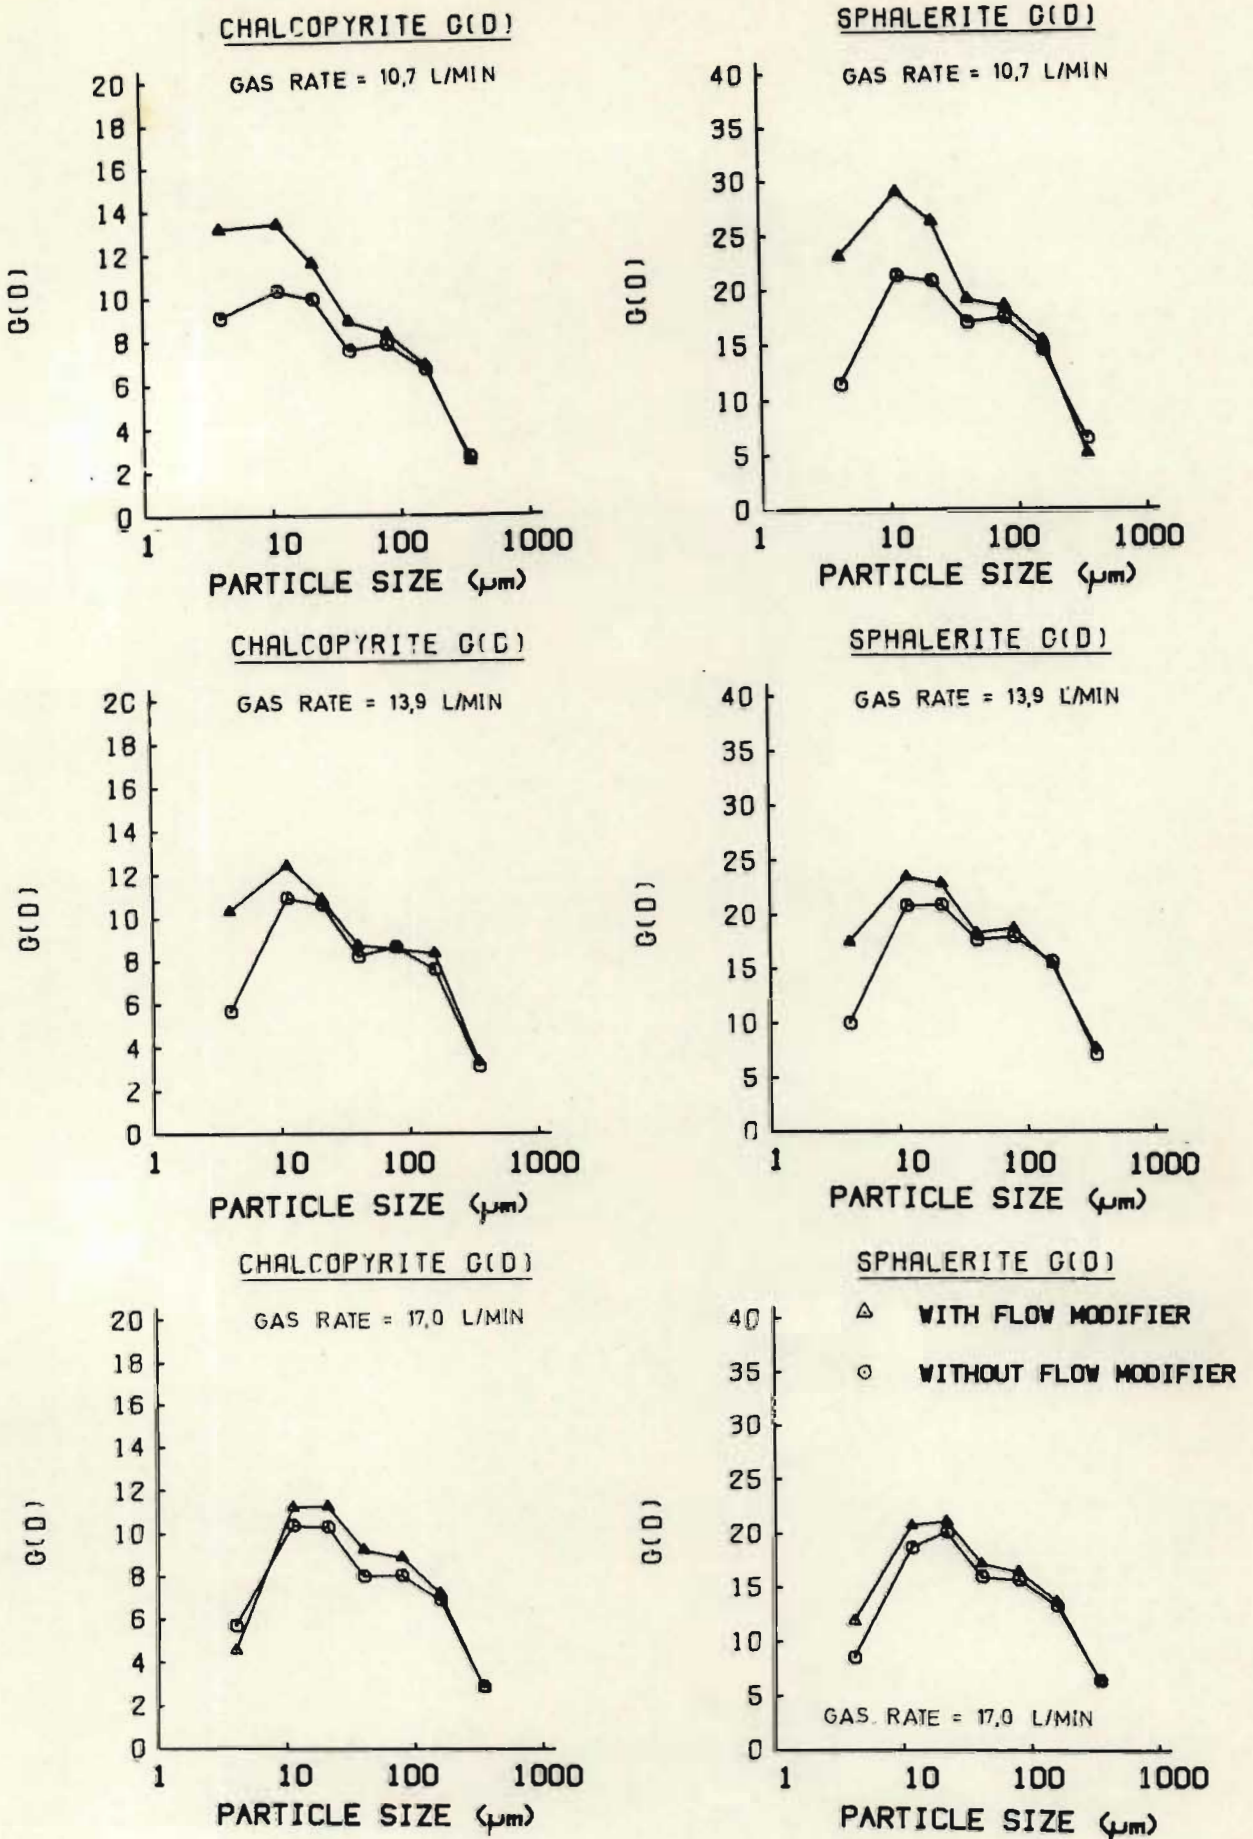 CHALCOPYRITE G(D)
GAS RATE = 10,7 L/MIN
20
18
16
14
12
10
8
6
4
2
0
G(D)
1 10 100 1000
PARTICLE SIZE (μm)
SPHALERITE G(D)
GAS RATE = 10,7 L/MIN
40
35
30
25
20
15
10
5
0
G(D)
1 10 100 1000
PARTICLE SIZE (μm)
CHALCOPYRITE G(D)
GAS RATE = 13,9 L/MIN
20
18
16
14
12
10
8
6
4
2
0
G(D)
1 10 100 1000
PARTICLE SIZE (μm)
SPHALERITE G(D)
GAS RATE = 13,9 L/MIN
40
35
30
25
20
15
10
5
0
G(D)
1 10 100 1000
PARTICLE SIZE (μm)
CHALCOPYRITE G(D)
GAS RATE = 17,0 L/MIN
20
18
16
14
12
10
8
6
4
2
0
G(D)
1 10 100 1000
PARTICLE SIZE (μm)
SPHALERITE G(D)
WITH FLOW MODIFIER
WITHOUT FLOW MODIFIER
40
35
30
25
20
15
10
5
0
G(D)
GAS RATE = 17,0 L/MIN
1 10 100 1000
PARTICLE SIZE (μm)